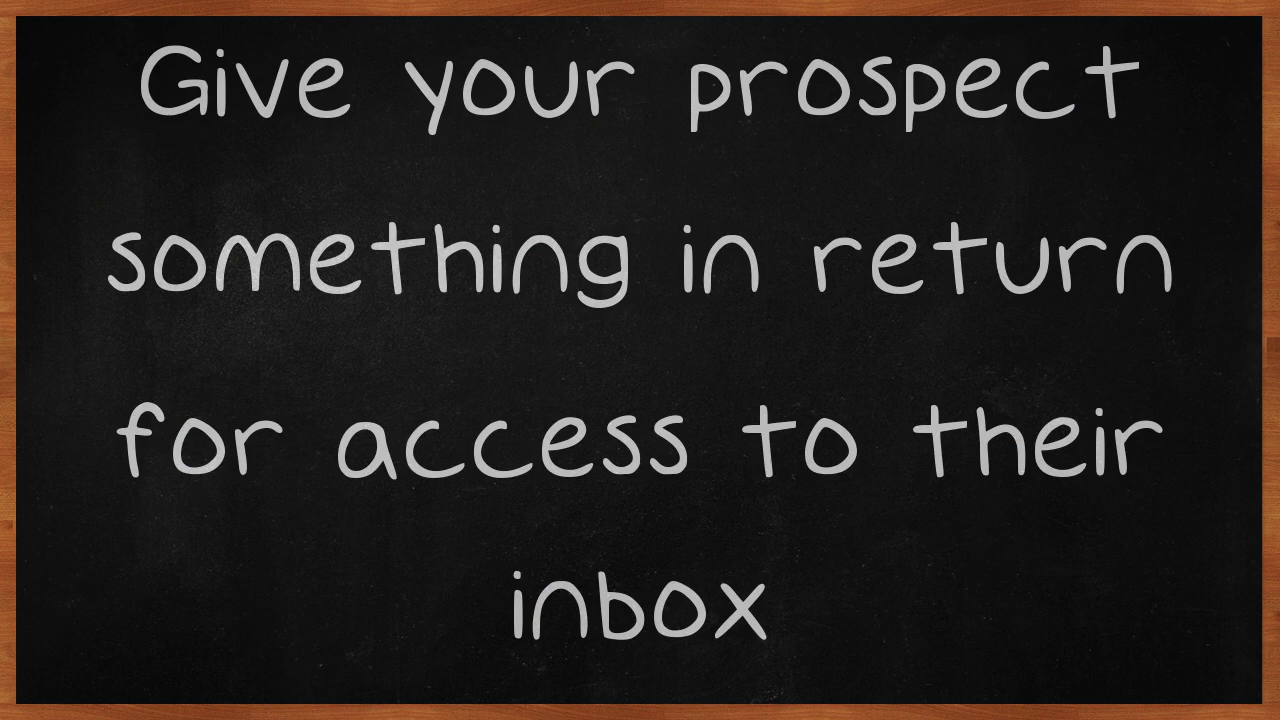 Give your prospect
something in return
for access to their
inbox